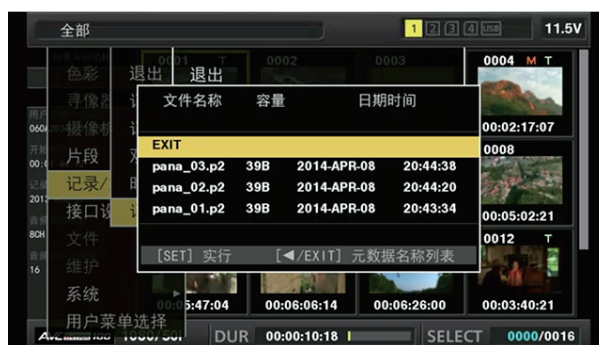 全部 1 2 3 4 USB 11.5V
0001 T 0002 0003 0004 M T
色彩 退出 退出
文件名称 容量 日期时间
寻像器
摄像机
060
00:02:17:07
EXIT
片段
0008
pana_03.p2 39B 2014-APR-08 20:44:38
记录/
pana_02.p2 39B 2014-APR-08 20:44:20
接口设
pana_01.p2 39B 2014-APR-08 20:43:34
00:05:02:21
8CH
文件
0012 T
[SET] 实行 [◀/EXIT] 元数据名称列表
16
维护
系统
00:05:47:04 00:06:06:14 00:06:26:00 00:03:40:21
用户菜单选择
DUR 00:00:10:18 SELECT 0000/0016